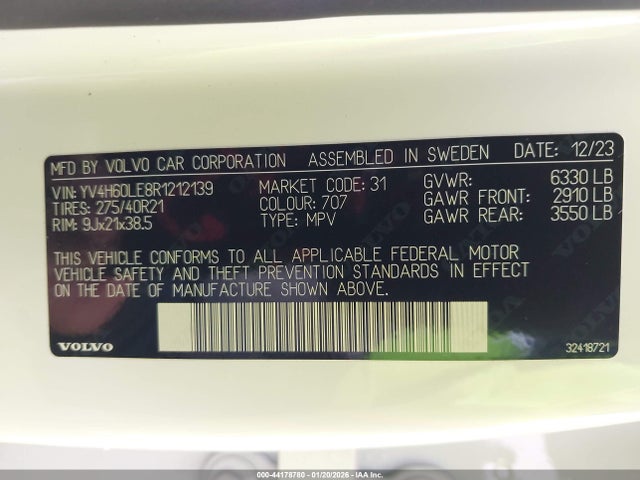 MFD BY VOLVO CAR CORPORATION ASSEMBLED IN SWEDEN DATE: 12/23
VIN: YV4H60LE8R1212139 MARKET CODE: 31 GVWR: 6330 LB
TIRES: 275/40R21 COLOUR: 707 GAWR FRONT: 2910 LB
RIM: 9Jx21x38.5 TYPE: MPV GAWR REAR: 3550 LB
THIS VEHICLE CONFORMS TO ALL APPLICABLE FEDERAL MOTOR
VEHICLE SAFETY AND THEFT PREVENTION STANDARDS IN EFFECT
ON THE DATE OF MANUFACTURE SHOWN ABOVE.
VOLVO 32418721
000-44178760 - 01/20/2026 - IAA Inc.